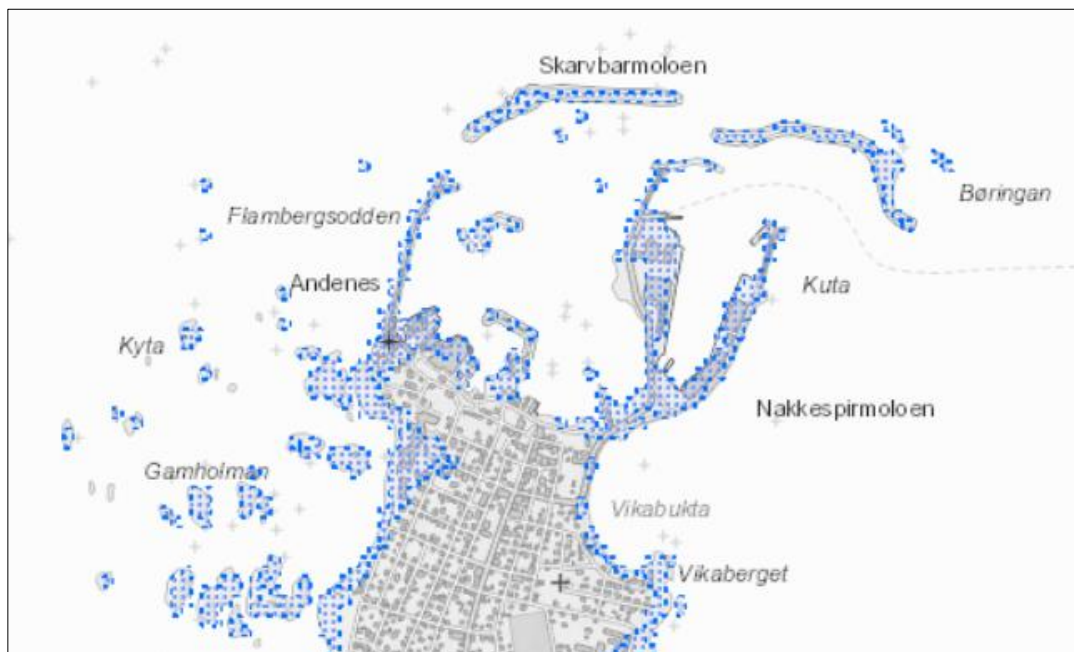 Skarvbarmoloen
Børingan
Flambergsodden
Andenes
Kuta
Kyta
Nakkespirmoloen
Gamholman
Vikabukta
Vikaberget